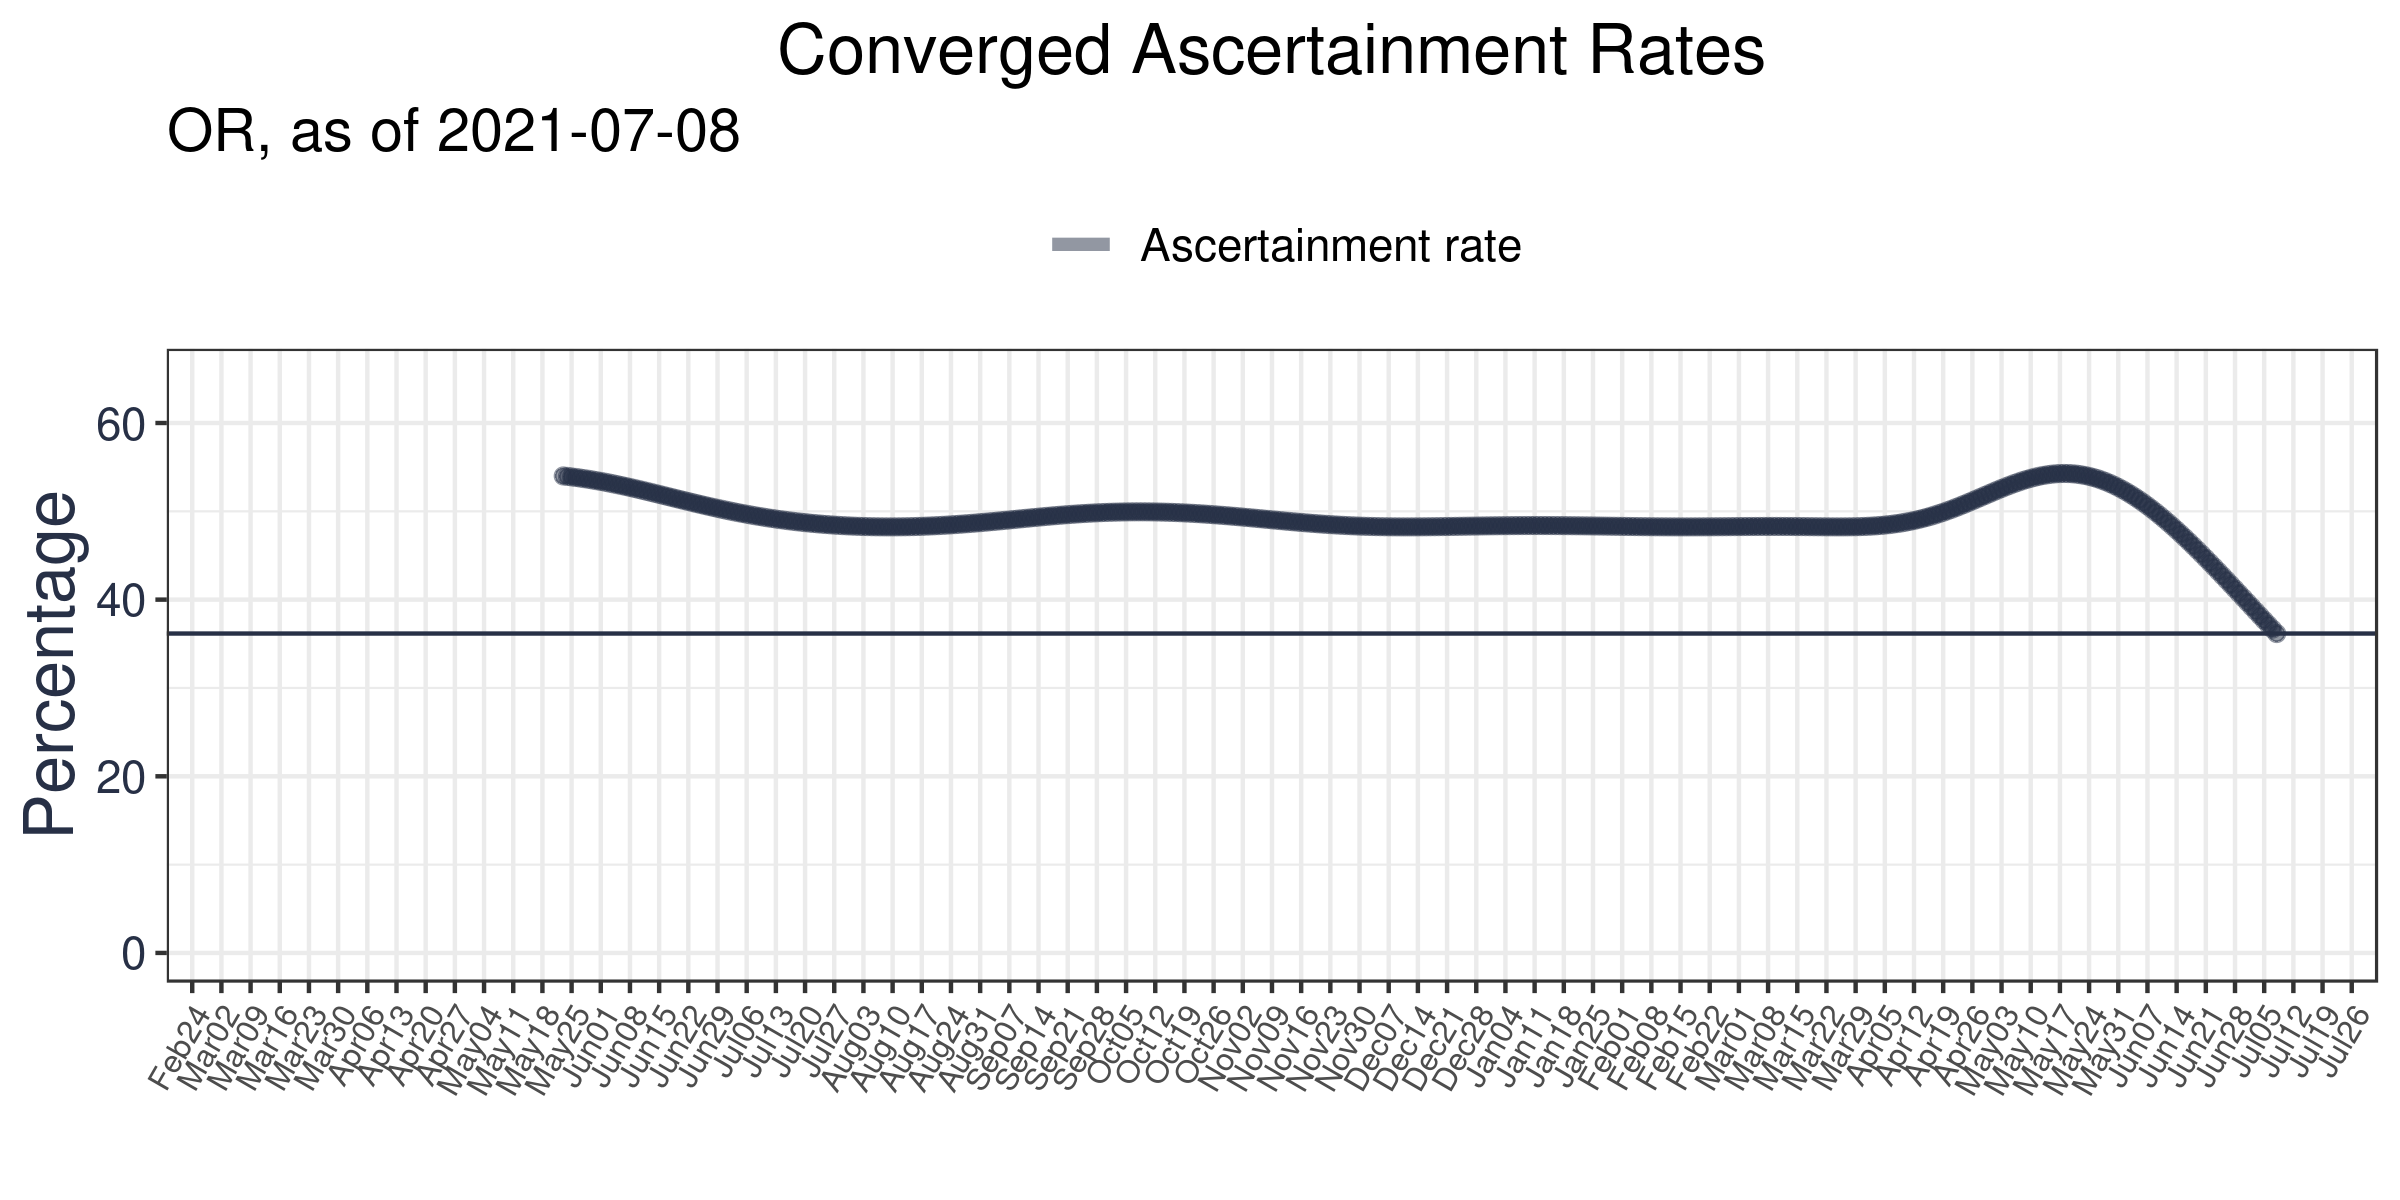 Converged Ascertainment Rates
OR, as of 2021-07-08
Ascertainment rate
Percentage
60
40
20
0
Feb24
Mar02
Mar09
Mar16
Mar23
Mar30
Apr06
Apr13
Apr20
Apr27
May04
May11
May18
May25
Jun01
Jun08
Jun15
Jun22
Jun29
Jul06
Jul13
Jul20
Jul27
Aug03
Aug10
Aug17
Aug24
Aug31
Sep07
Sep14
Sep21
Sep28
Oct05
Oct12
Oct19
Oct26
Nov02
Nov09
Nov16
Nov23
Nov30
Dec07
Dec14
Dec21
Dec28
Jan04
Jan11
Jan18
Jan25
Feb01
Feb08
Feb15
Feb22
Mar01
Mar08
Mar15
Mar22
Mar29
Apr05
Apr12
Apr19
Apr26
May03
May10
May17
May24
May31
Jun07
Jun14
Jun21
Jun28
Jul05
Jul12
Jul19
Jul26